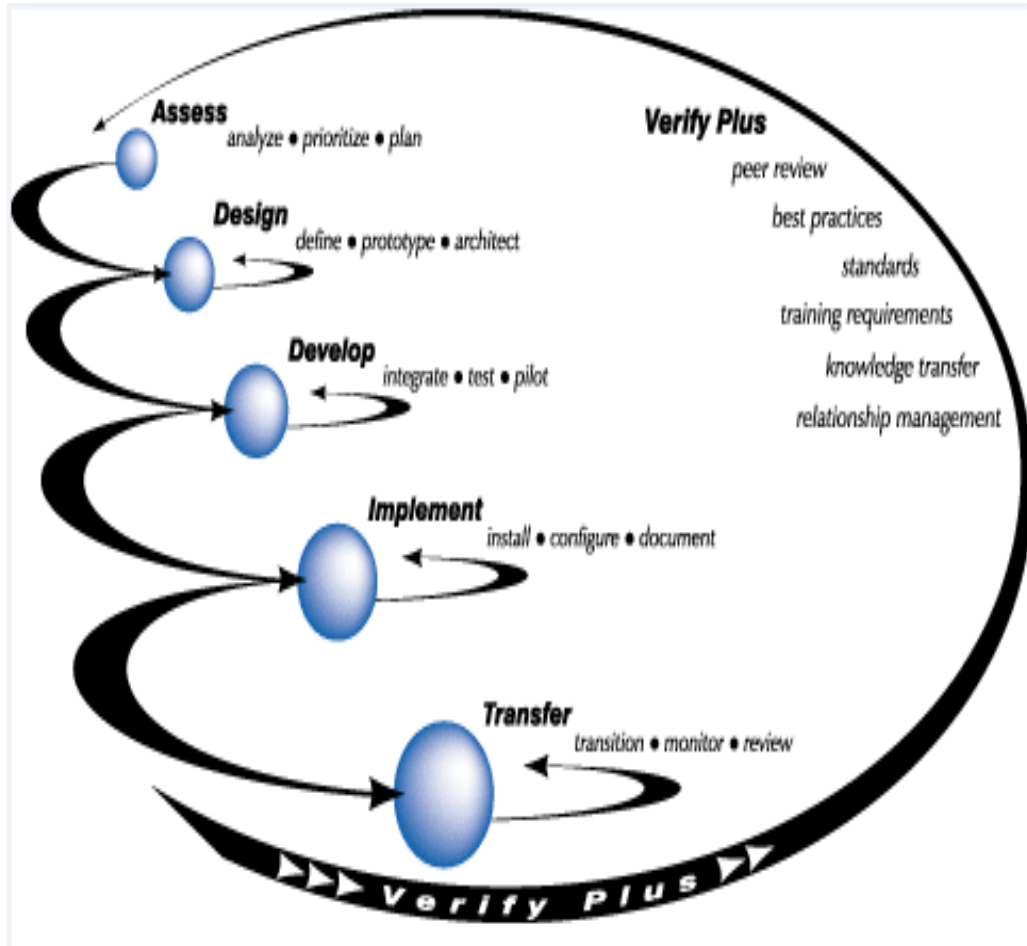 Assess
analyze • prioritize • plan
Design
define • prototype • architect
Develop
integrate • test • pilot
Implement
install • configure • document
Transfer
transition • monitor • review
Verify Plus
peer review
best practices
standards
training requirements
knowledge transfer
relationship management
Verify Plus